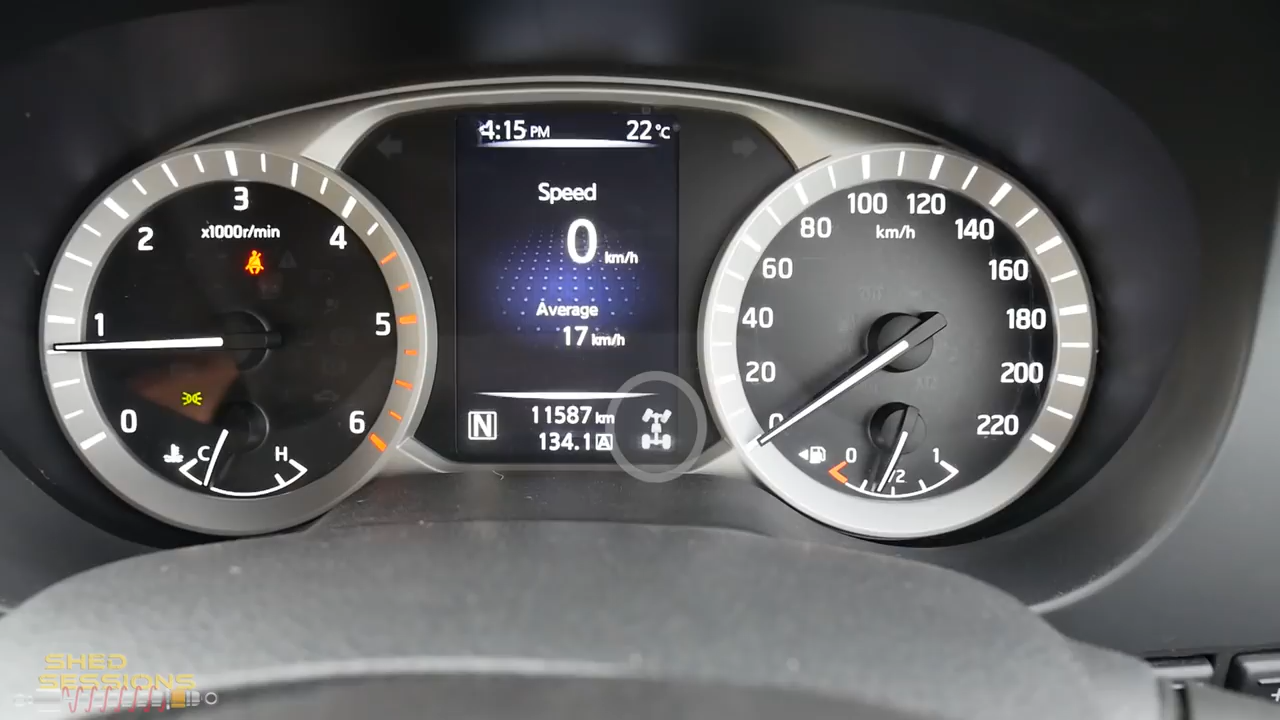 4:15 PM 22°C
Speed
0 km/h
Average
17 km/h
N 11587 km
134.1 A
3
2 4
x1000r/min
1 5
0 6
C H
100 120
80 km/h 140
60 160
40 180
20 200
0 220
0 1/2 1
SHED
SESSIONS